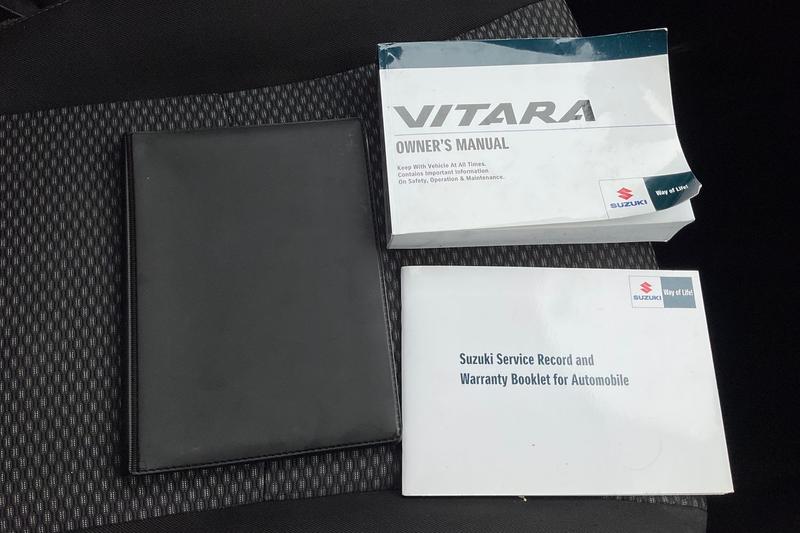 VITARA
OWNER'S MANUAL
Keep With Vehicle At All Times.
Contains Important Information
On Safety, Operation & Maintenance.
SUZUKI
Way of Life!
SUZUKI
Way of Life!
Suzuki Service Record and
Warranty Booklet for Automobile